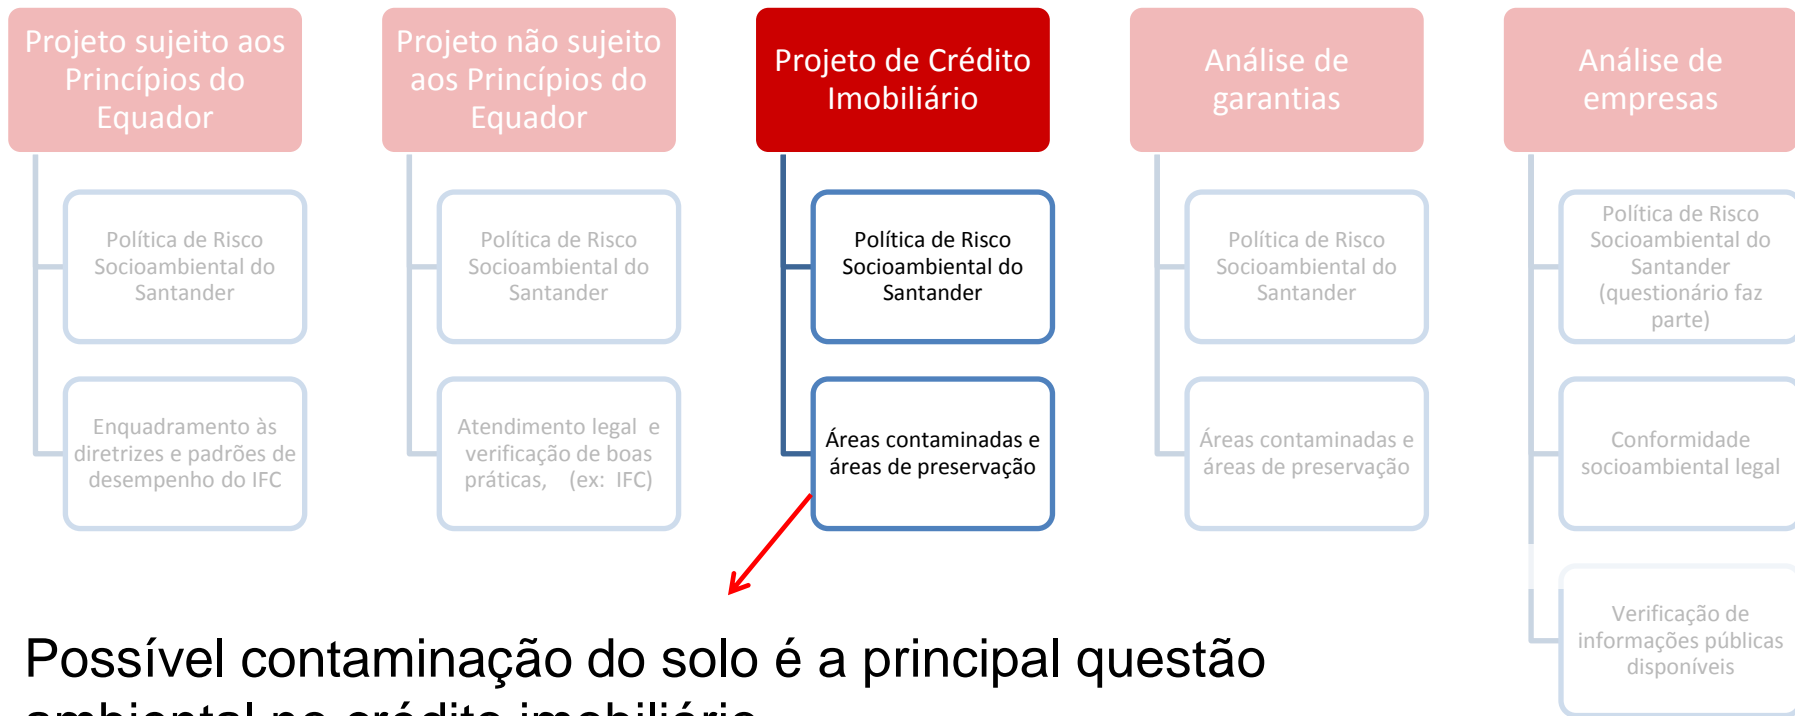 Projeto sujeito aos
Princípios do
Equador
Política de Risco
Socioambiental do
Santander
Enquadramento às
diretrizes e padrões de
desempenho do IFC
Projeto não sujeito
aos Princípios do
Equador
Política de Risco
Socioambiental do
Santander
Atendimento legal e
verificação de boas
práticas, (ex: IFC)
Projeto de Crédito
Imobiliário
Política de Risco
Socioambiental do
Santander
Áreas contaminadas e
áreas de preservação
Análise de
garantias
Política de Risco
Socioambiental do
Santander
Áreas contaminadas e
áreas de preservação
Análise de
empresas
Política de Risco
Socioambiental do
Santander
(questionário faz
parte)
Conformidade
socioambiental legal
Verificação de
informações públicas
disponíveis
Possível contaminação do solo é a principal questão
ambiental no crédito imobiliário